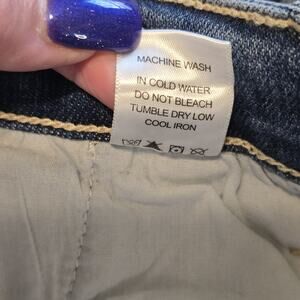 MACHINE WASH
IN COLD WATER
DO NOT BLEACH
TUMBLE DRY LOW
COOL IRON